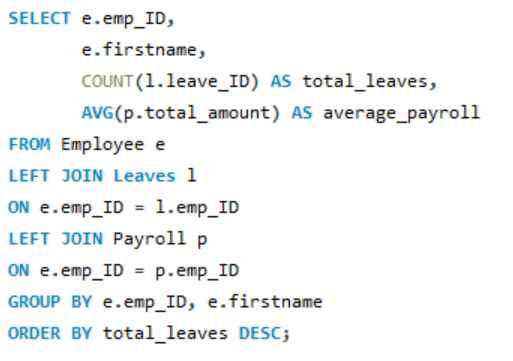 SELECT e.emp_ID,
e.firstname,
COUNT(l.leave_ID) AS total_leaves,
AVG(p.total_amount) AS average_payroll
FROM Employee e
LEFT JOIN Leaves l
ON e.emp_ID = l.emp_ID
LEFT JOIN Payroll p
ON e.emp_ID = p.emp_ID
GROUP BY e.emp_ID, e.firstname
ORDER BY total_leaves DESC;